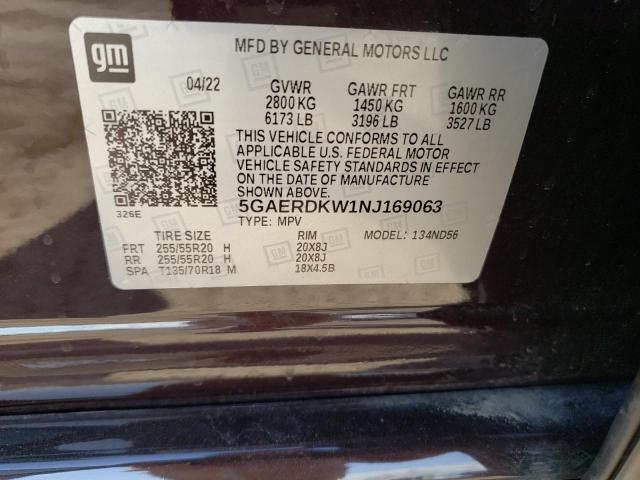 gm
MFD BY GENERAL MOTORS LLC
04/22 GVWR GAWR FRT GAWR RR
2800 KG 1450 KG 1600 KG
6173 LB 3196 LB 3527 LB
THIS VEHICLE CONFORMS TO ALL
APPLICABLE U.S. FEDERAL MOTOR
VEHICLE SAFETY STANDARDS IN EFFECT
ON THE DATE OF MANUFACTURE
SHOWN ABOVE.
326E
5GAERDKW1NJ169063
TYPE: MPV
TIRE SIZE RIM MODEL: 134ND56
FRT 255/55R20 H 20X8J
RR 255/55R20 H 20X8J
SPA T135/70R18 M 18X4.5B